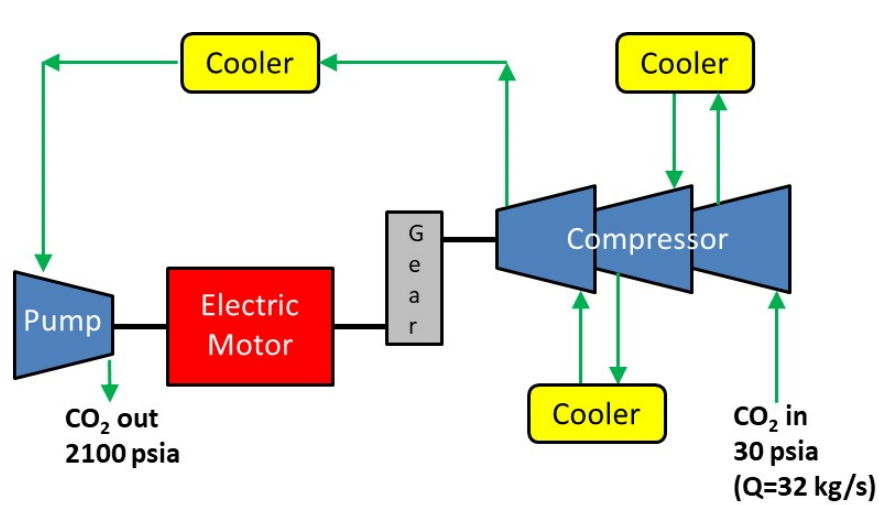 Cooler
Cooler
G
e
a
r
Compressor
Pump
Electric
Motor
Cooler
CO₂ out
2100 psia
CO₂ in
30 psia
(Q=32 kg/s)